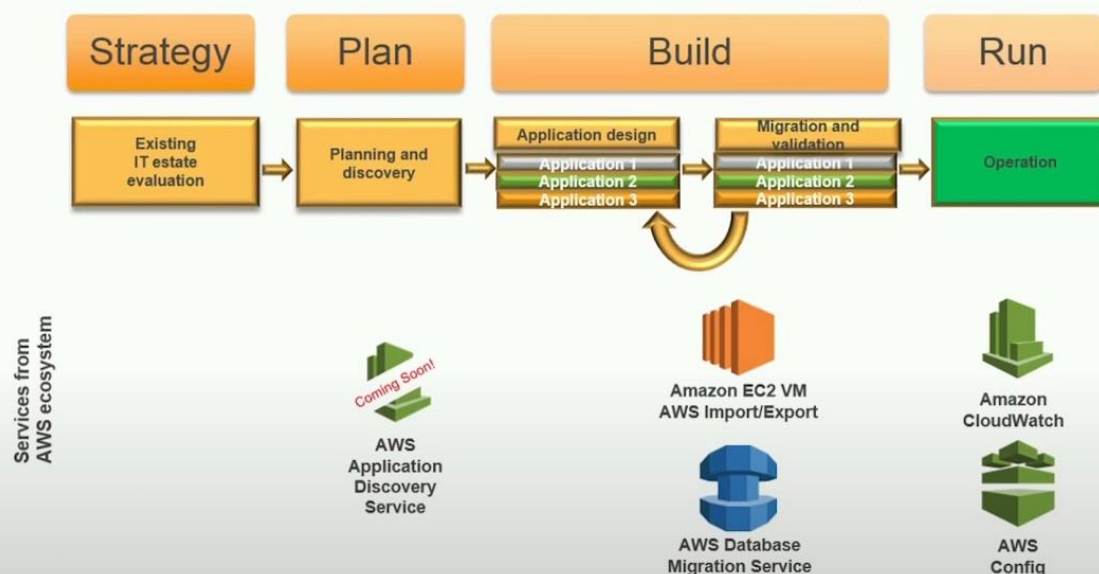 Strategy
Plan
Build
Run
Existing
IT estate
evaluation
Planning and
discovery
Application design
Application 1
Application 2
Application 3
Migration and
validation
Application 1
Application 2
Application 3
Operation
Services from
AWS ecosystem
Coming Soon!
AWS
Application
Discovery
Service
Amazon EC2 VM
AWS Import/Export
AWS Database
Migration Service
Amazon
CloudWatch
AWS
Config